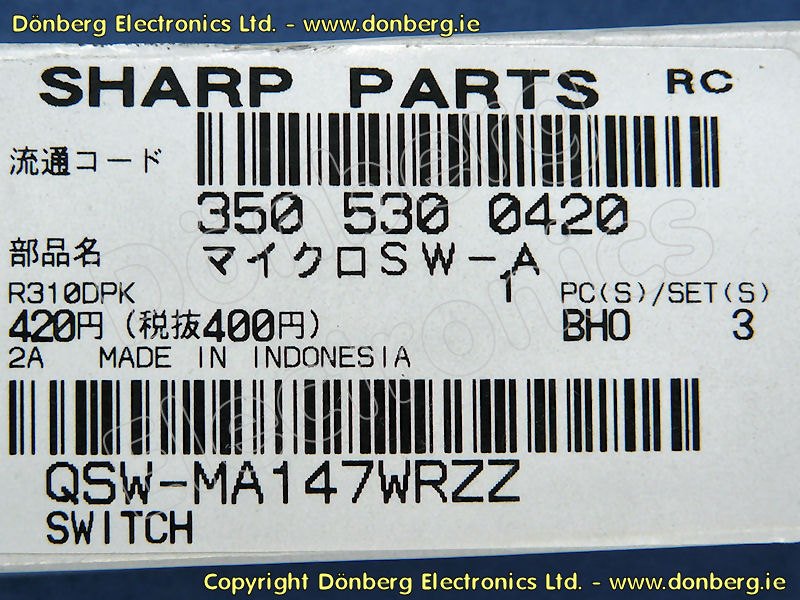 Dönberg Electronics Ltd. - www.donberg.ie
SHARP PARTS RC
流通コード
350 530 0420
部品名 マイクロSW-A
R310DPK 1 PC(S)/SET(S)
420円 (税抜400円) BHO 3
2A MADE IN INDONESIA
QSW-MA147WRZZ
SWITCH
Dönberg Electronics
Copyright Dönberg Electronics Ltd. - www.donberg.ie